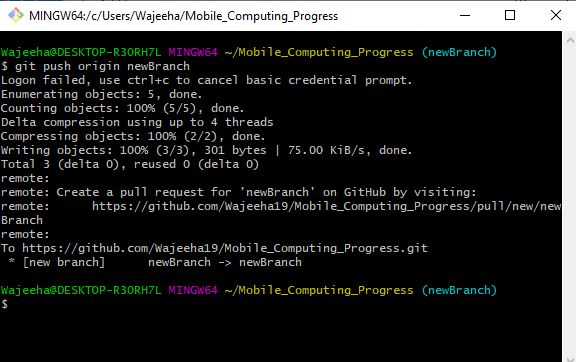 MINGW64:/c/Users/Wajeeha/Mobile_Computing_Progress
Wajeeha@DESKTOP-R3ORH7L MINGW64 ~/Mobile_Computing_Progress (newBranch)
$ git push origin newBranch
Logon failed, use ctrl+c to cancel basic credential prompt.
Enumerating objects: 5, done.
Counting objects: 100% (5/5), done.
Delta compression using up to 4 threads
Compressing objects: 100% (2/2), done.
Writing objects: 100% (3/3), 301 bytes | 75.00 KiB/s, done.
Total 3 (delta 0), reused 0 (delta 0)
remote:
remote: Create a pull request for 'newBranch' on GitHub by visiting:
remote:      https://github.com/Wajeeha19/Mobile_Computing_Progress/pull/new/new
Branch
remote:
To https://github.com/Wajeeha19/Mobile_Computing_Progress.git
 * [new branch]      newBranch -> newBranch
Wajeeha@DESKTOP-R3ORH7L MINGW64 ~/Mobile_Computing_Progress (newBranch)
$